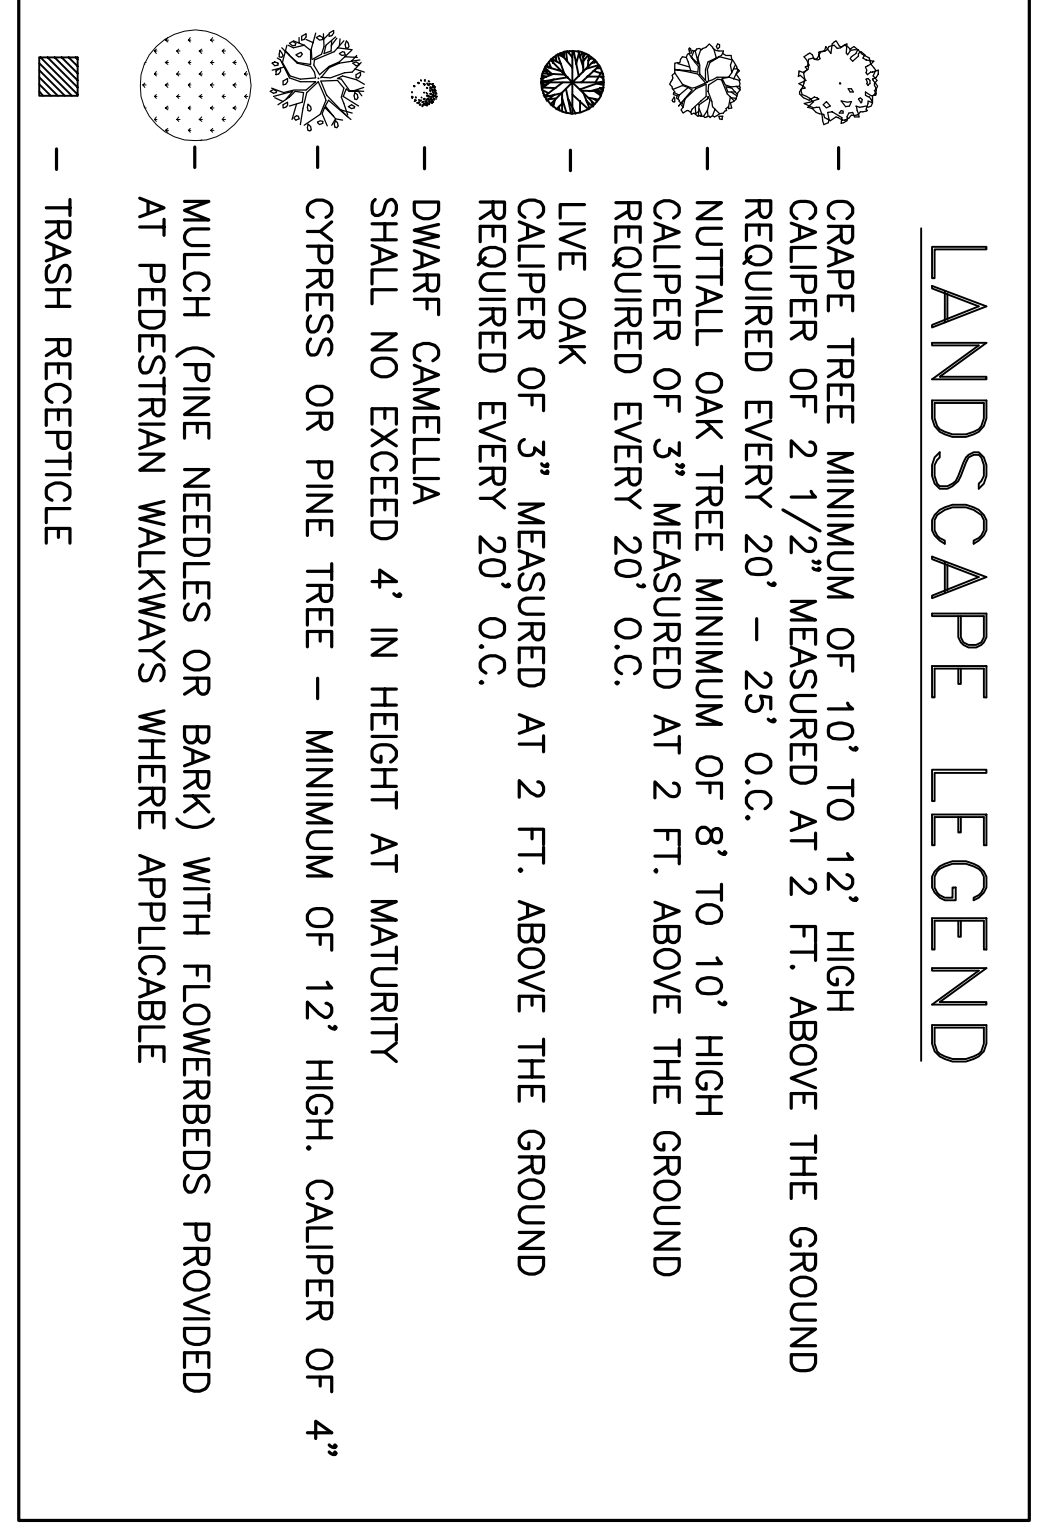 LANDSCAPE LEGEND
– CRAPE TREE MINIMUM OF 10' TO 12' HIGH
CALIPER OF 2 1/2" MEASURED AT 2 FT. ABOVE THE GROUND
REQUIRED EVERY 20' – 25' O.C.
– NUTTALL OAK TREE MINIMUM OF 8' TO 10' HIGH
CALIPER OF 3" MEASURED AT 2 FT. ABOVE THE GROUND
REQUIRED EVERY 20' O.C.
– LIVE OAK
CALIPER OF 3" MEASURED AT 2 FT. ABOVE THE GROUND
REQUIRED EVERY 20' O.C.
– DWARF CAMELLIA
SHALL NO EXCEED 4' IN HEIGHT AT MATURITY
– CYPRESS OR PINE TREE – MINIMUM OF 12' HIGH. CALIPER OF 4"
– MULCH (PINE NEEDLES OR BARK) WITH FLOWERBEDS PROVIDED
AT PEDESTRIAN WALKWAYS WHERE APPLICABLE
– TRASH RECEPTICLE